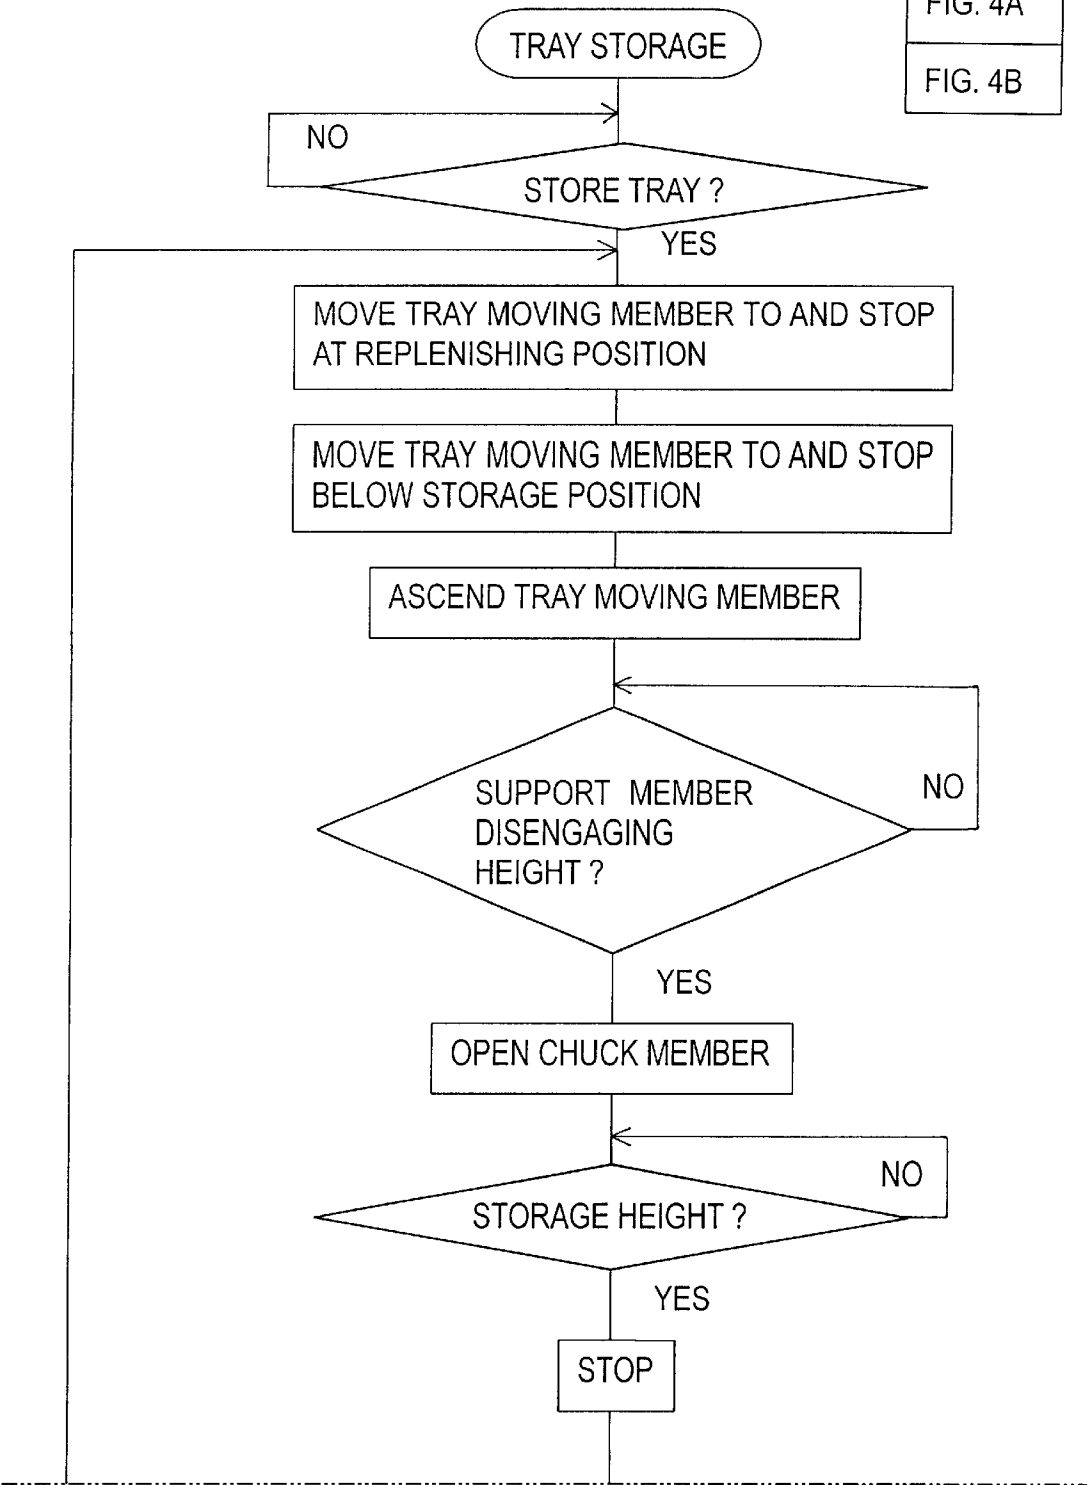 FIG. 4A
FIG. 4B
TRAY STORAGE
NO
STORE TRAY ?
YES
MOVE TRAY MOVING MEMBER TO AND STOP
AT REPLENISHING POSITION
MOVE TRAY MOVING MEMBER TO AND STOP
BELOW STORAGE POSITION
ASCEND TRAY MOVING MEMBER
NO
SUPPORT MEMBER
DISENGAGING
HEIGHT ?
YES
OPEN CHUCK MEMBER
NO
STORAGE HEIGHT ?
YES
STOP